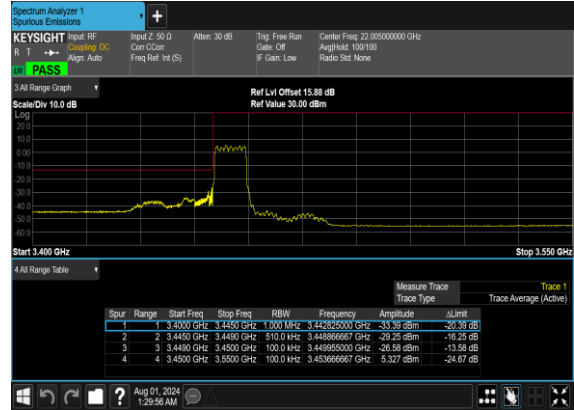 Spectrum Analyzer 1
Spurious Emissions
KEYSIGHT Input: RF Input Z: 50 Ω Atten: 30 dB Trig: Free Run Center Freq: 22.005000000 GHz
R T Coupling: DC Corr CCorr Gate: Off Avg|Hold: 100/100
Align: Auto Freq Ref: Int (S) IF Gain: Low Radio Std: None
PASS
3 All Range Graph
Ref Lvl Offset 15.88 dB
Scale/Div 10.0 dB Ref Value 30.00 dBm
Log
20.0
10.0
0.00
-10.0
-20.0
-30.0
-40.0
-50.0
-60.0
Start 3.400 GHz Stop 3.550 GHz
4 All Range Table
Measure Trace Trace 1
Trace Type Trace Average (Active)
Spur Range Start Freq Stop Freq RBW Frequency Amplitude ΔLimit
1 1 3.4000 GHz 3.4450 GHz 1.000 MHz 3.442825000 GHz -33.39 dBm -20.39 dB
2 2 3.4450 GHz 3.4490 GHz 510.0 kHz 3.448866667 GHz -29.25 dBm -16.25 dB
3 3 3.4490 GHz 3.4500 GHz 100.0 kHz 3.449955000 GHz -26.58 dBm -13.58 dB
4 4 3.4500 GHz 3.5500 GHz 100.0 kHz 3.453666667 GHz 5.327 dBm -24.67 dB
? Aug 01, 2024
1:29:56 AM